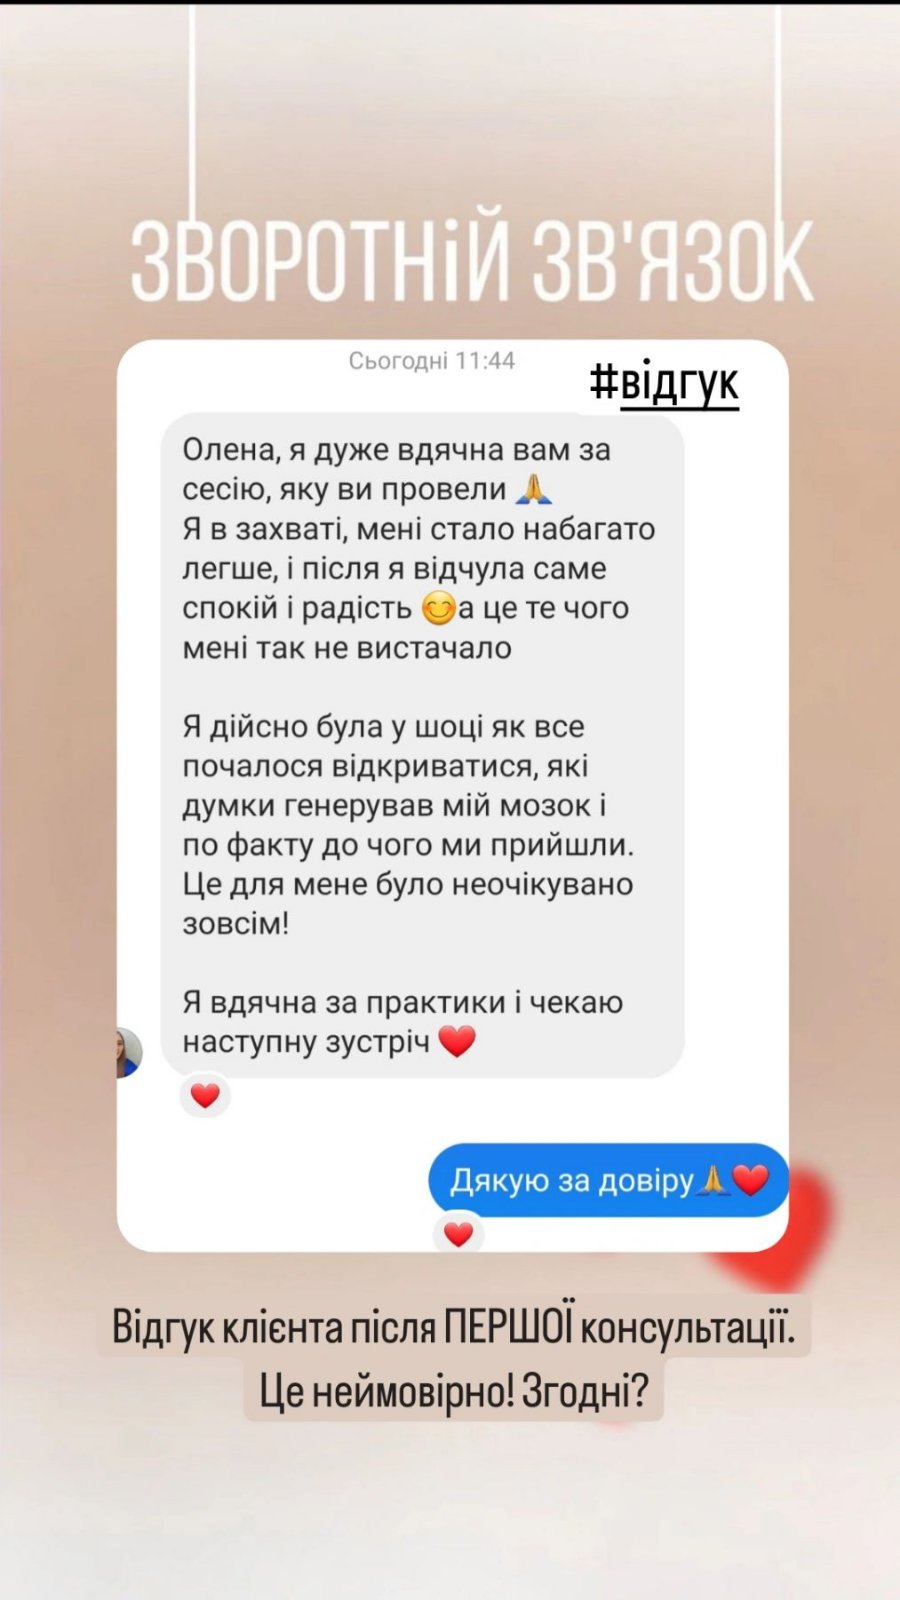 ЗВОРОТНіЙ ЗВ'ЯЗОК
Сьогодні 11:44
#відгук
Олена, я дуже вдячна вам за
сесію, яку ви провели 🙏
Я в захваті, мені стало набагато
легше, і після я відчула саме
спокій і радість 😊а це те чого
мені так не вистачало
Я дійсно була у шоці як все
почалося відкриватися, які
думки генерував мій мозок і
по факту до чого ми прийшли.
Це для мене було неочікувано
зовсім!
Я вдячна за практики і чекаю
наступну зустріч ❤️
❤️
Дякую за довіру🙏❤️
❤️
Відгук клієнта після ПЕРШОЇ консультації.
Це неймовірно! Згодні?